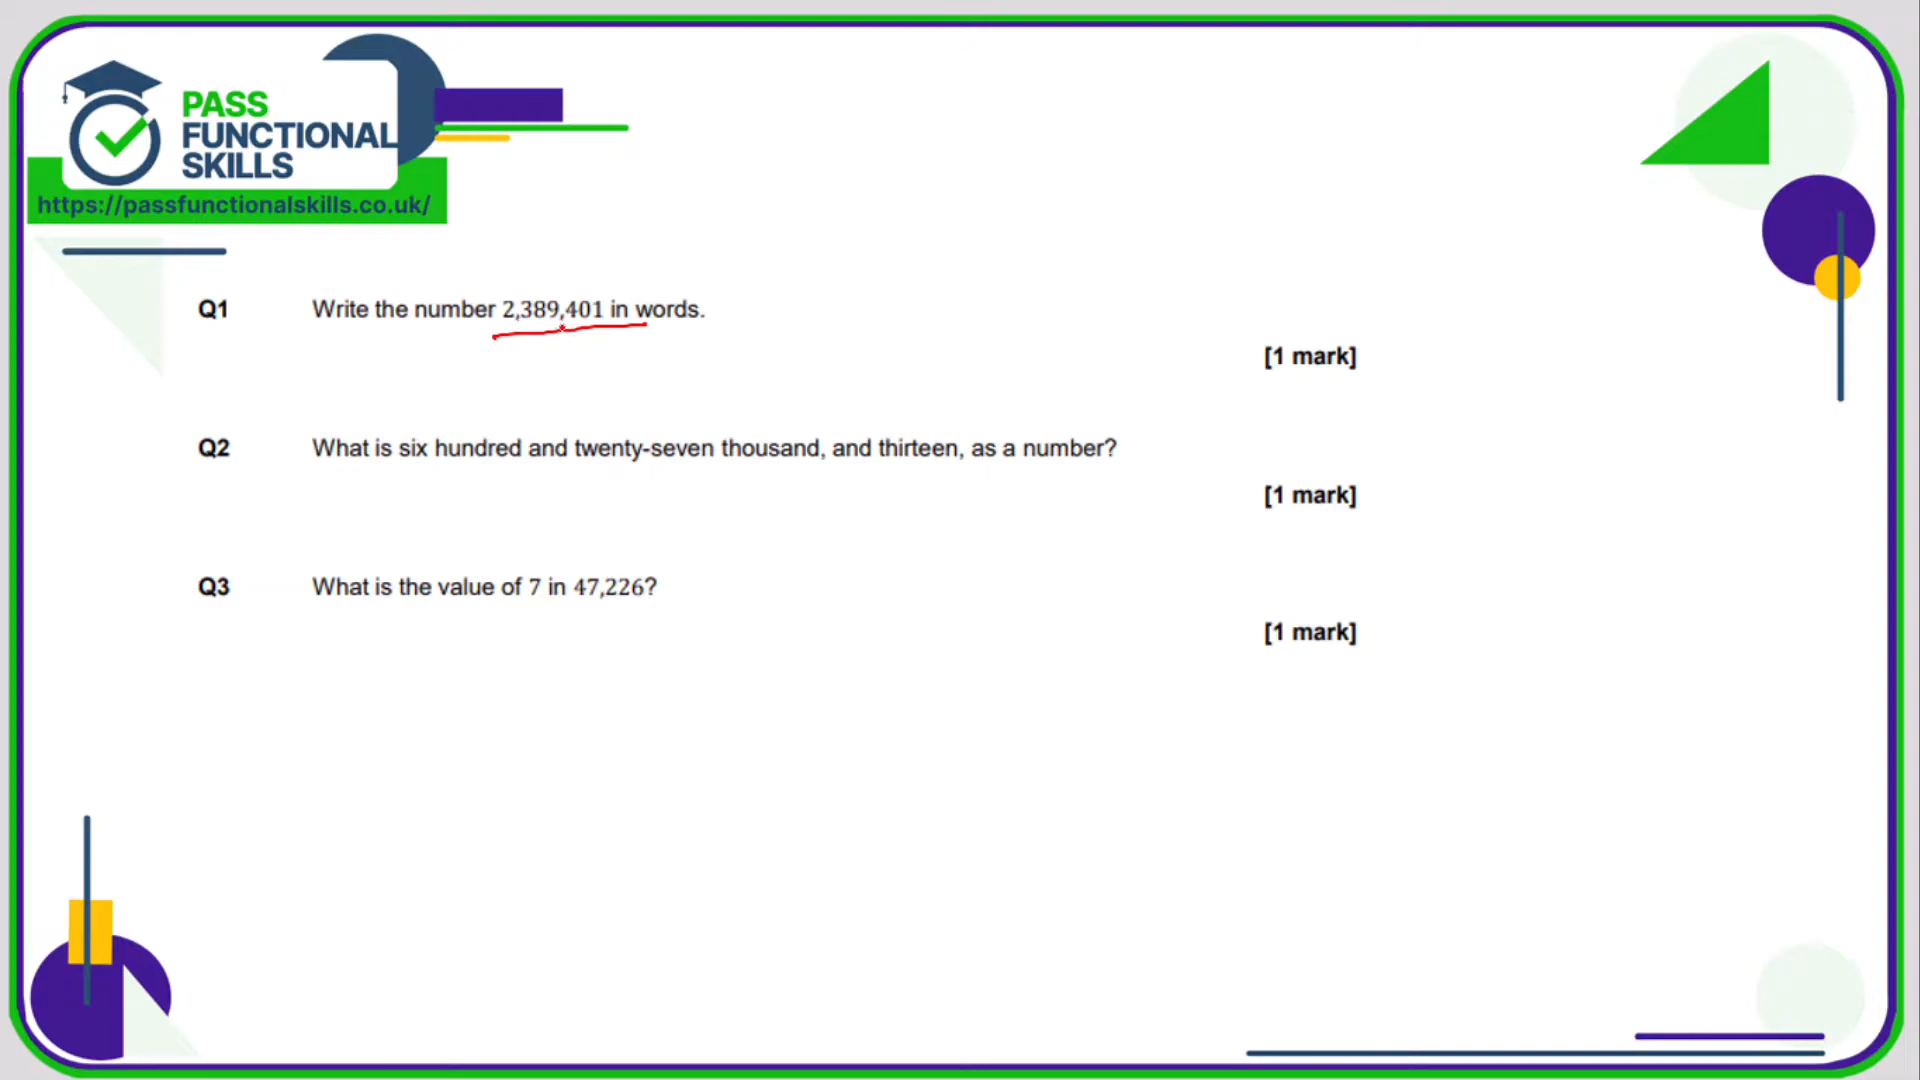 PASS
FUNCTIONAL
SKILLS
https://passfunctionalskills.co.uk/
Q1 Write the number 2,389,401 in words.
[1 mark]
Q2 What is six hundred and twenty-seven thousand, and thirteen, as a number?
[1 mark]
Q3 What is the value of 7 in 47,226?
[1 mark]